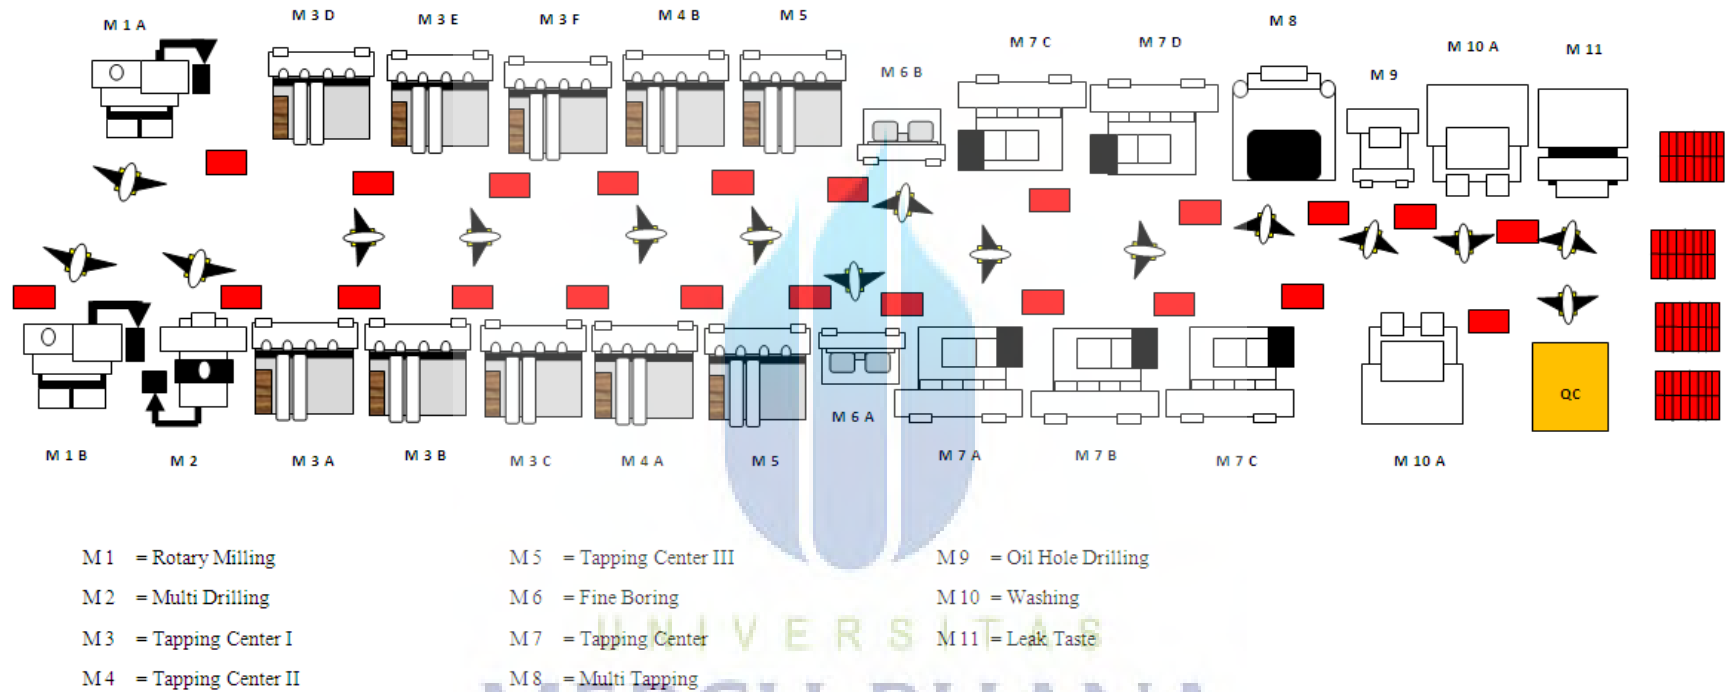 M 1 A
M 3 D
M 3 E
M 3 F
M 4 B
M 5
M 6 B
M 7 C
M 7 D
M 8
M 9
M 10 A
M 11
QC
M 1 B
M 2
M 3 A
M 3 B
M 3 C
M 4 A
M 5
M 6 A
M 7 A
M 7 B
M 7 C
M 10 A
M 1 = Rotary Milling
M 2 = Multi Drilling
M 3 = Tapping Center I
M 4 = Tapping Center II
M 5 = Tapping Center III
M 6 = Fine Boring
M 7 = Tapping Center
M 8 = Multi Tapping
M 9 = Oil Hole Drilling
M 10 = Washing
M 11 = Leak Taste
UNIVERSITAS